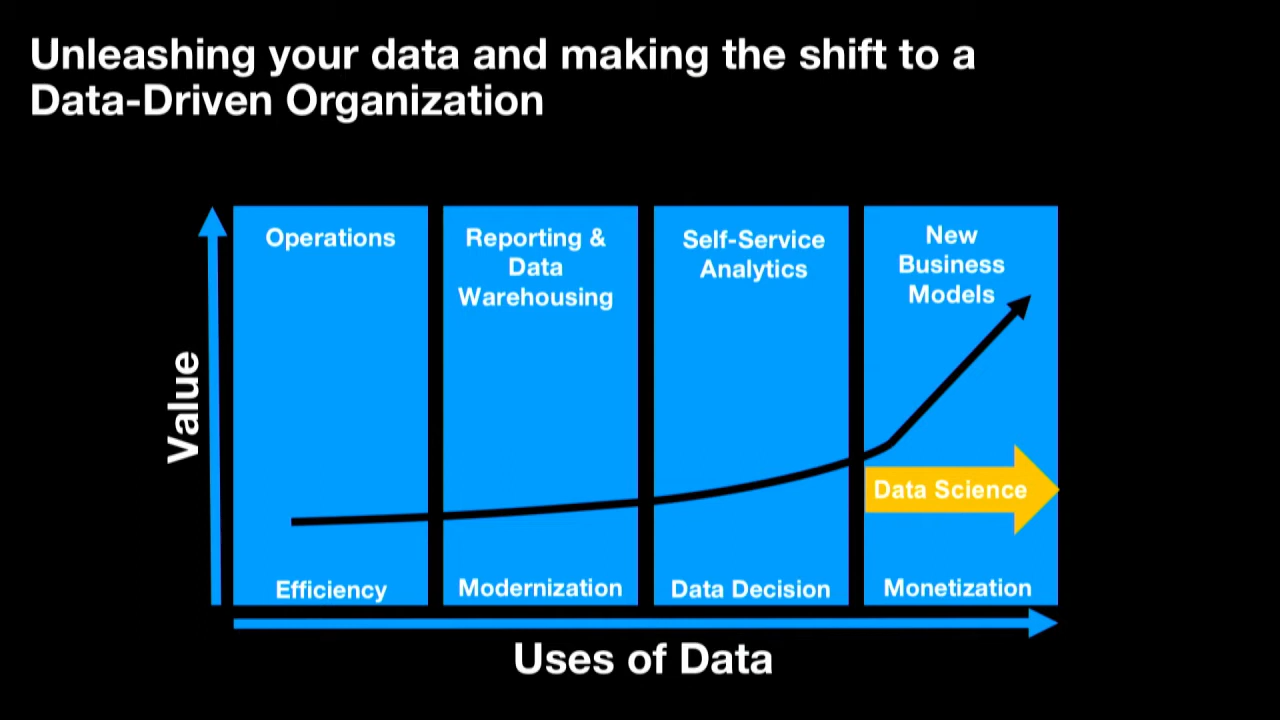 Unleashing your data and making the shift to a
Data-Driven Organization
Value
Operations
Reporting &
Data
Warehousing
Self-Service
Analytics
New
Business
Models
Data Science
Efficiency
Modernization
Data Decision
Monetization
Uses of Data